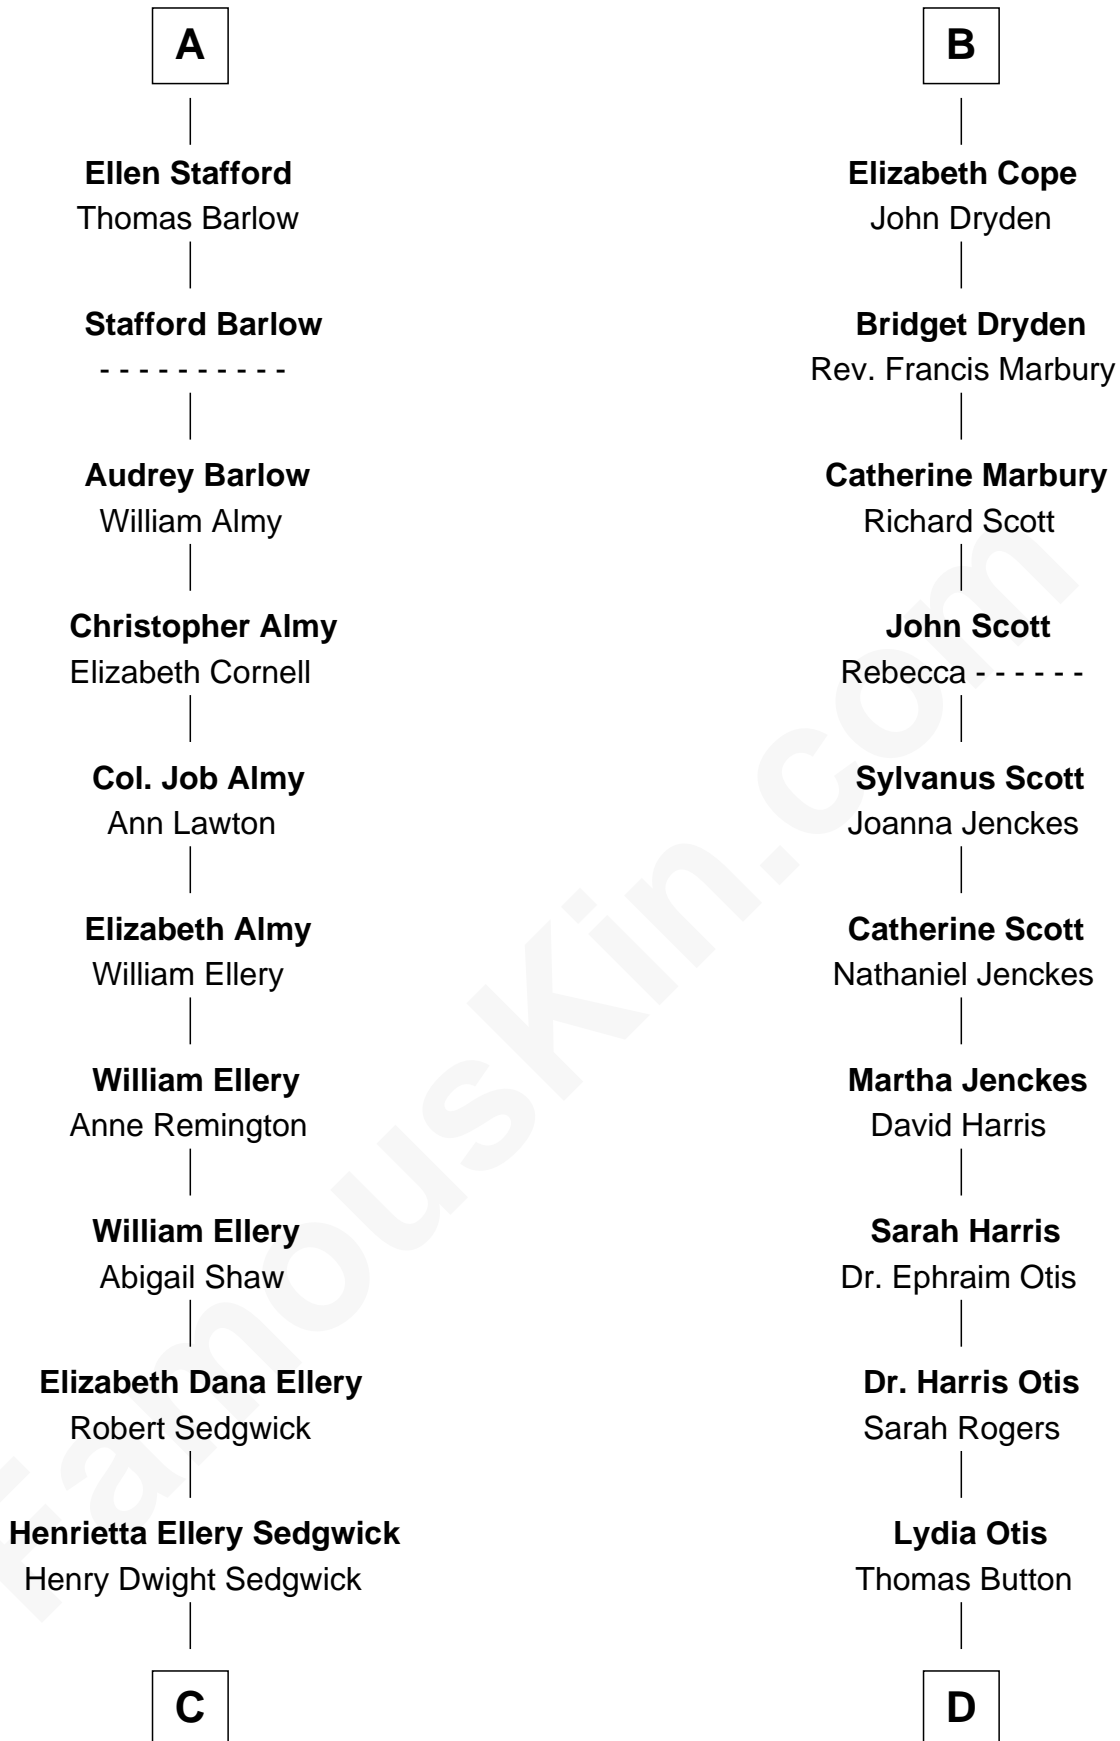 A
Ellen Stafford
Thomas Barlow
Stafford Barlow
- - - - - - - - - -
Audrey Barlow
William Almy
Christopher Almy
Elizabeth Cornell
Col. Job Almy
Ann Lawton
Elizabeth Almy
William Ellery
William Ellery
Anne Remington
William Ellery
Abigail Shaw
Elizabeth Dana Ellery
Robert Sedgwick
Henrietta Ellery Sedgwick
Henry Dwight Sedgwick
C
B
Elizabeth Cope
John Dryden
Bridget Dryden
Rev. Francis Marbury
Catherine Marbury
Richard Scott
John Scott
Rebecca - - - - - -
Sylvanus Scott
Joanna Jenckes
Catherine Scott
Nathaniel Jenckes
Martha Jenckes
David Harris
Sarah Harris
Dr. Ephraim Otis
Dr. Harris Otis
Sarah Rogers
Lydia Otis
Thomas Button
D
FamousKin.com